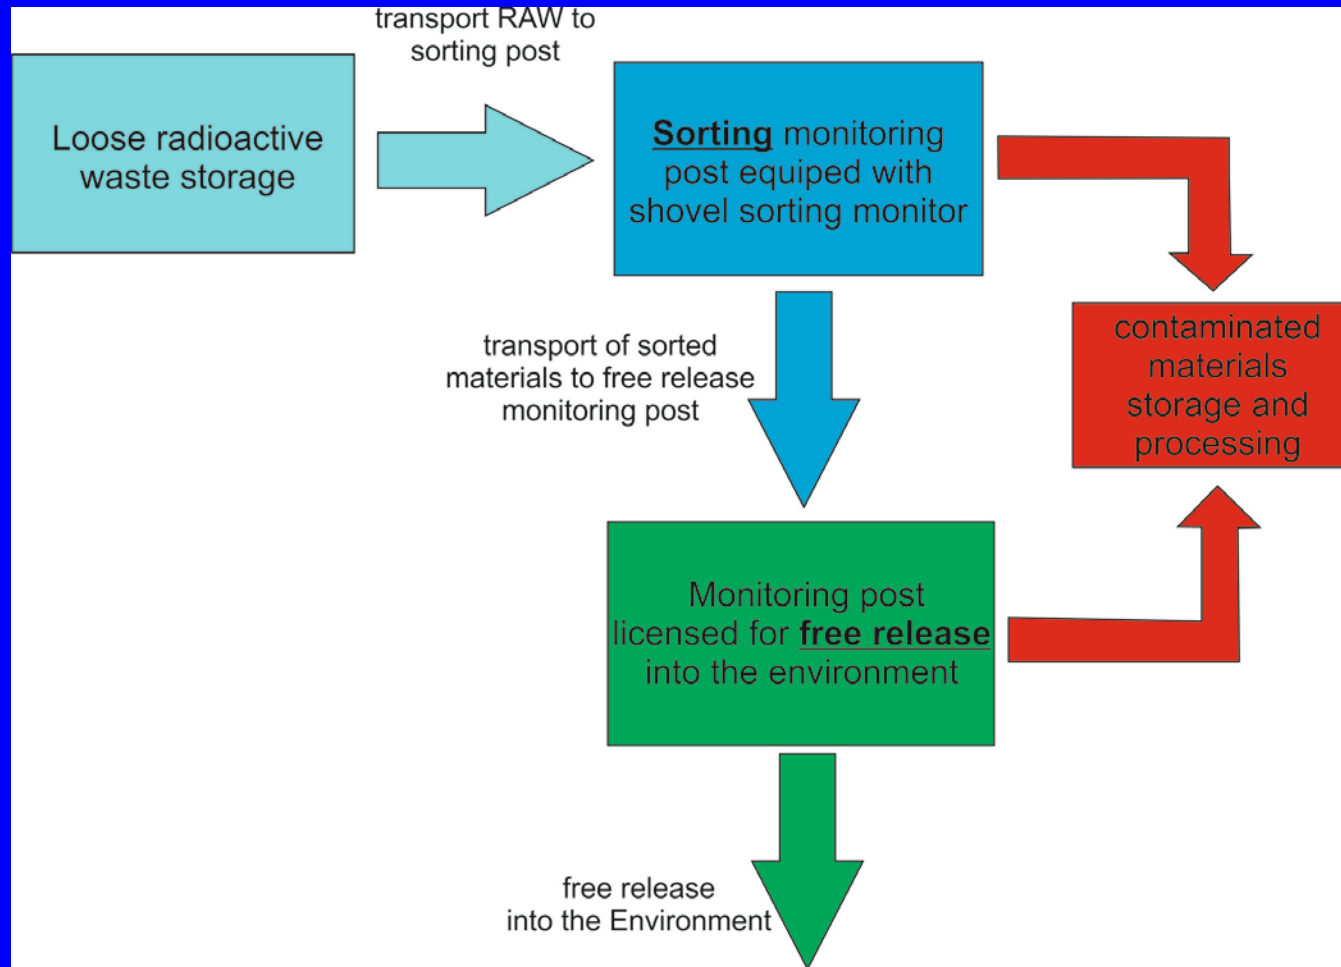 transport RAW to
sorting post
Loose radioactive
waste storage
Sorting monitoring
post equiped with
shovel sorting monitor
contaminated
materials
storage and
processing
transport of sorted
materials to free release
monitoring post
Monitoring post
licensed for free release
into the environment
free release
into the Environment